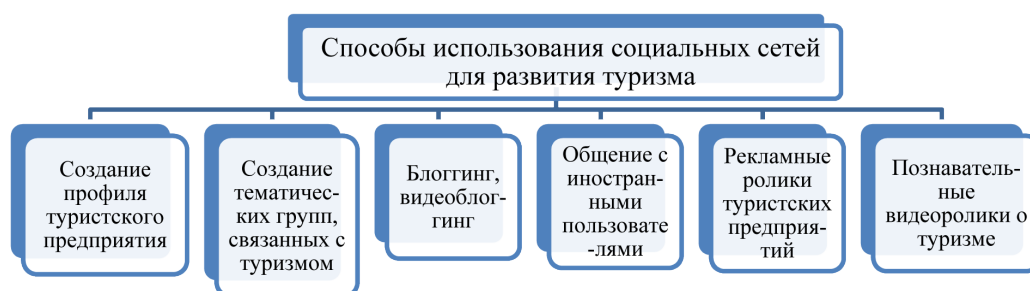 Способы использования социальных сетей
для развития туризма
Создание
профиля
туристского
предприятия
Создание
тематичес-
ких групп,
связанных с
туризмом
Блоггинг,
видеоблог-
гинг
Общение с
иностран-
ными
пользовате
-лями
Рекламные
ролики
туристских
предприя-
тий
Познаватель-
ные
видеоролики о
туризме